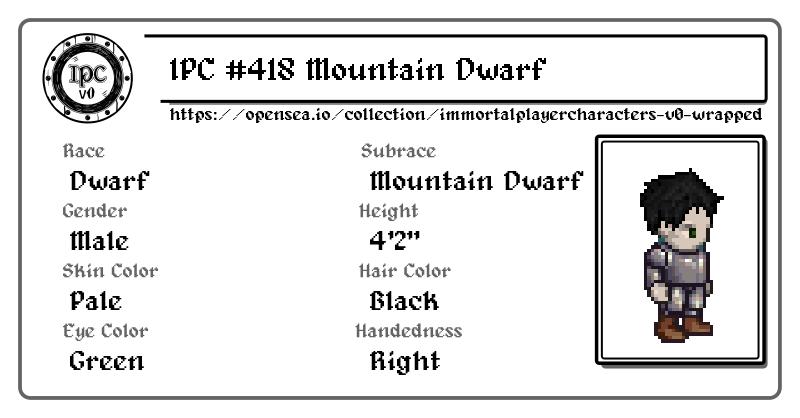 IPC v0
IPC #418 Mountain Dwarf
https://opensea.io/collection/immortalplayercharacters-v0-wrapped
Race
Subrace
Dwarf
Mountain Dwarf
Gender
Height
Male
4'2"
Skin Color
Hair Color
Pale
Black
Eye Color
Handedness
Green
Right